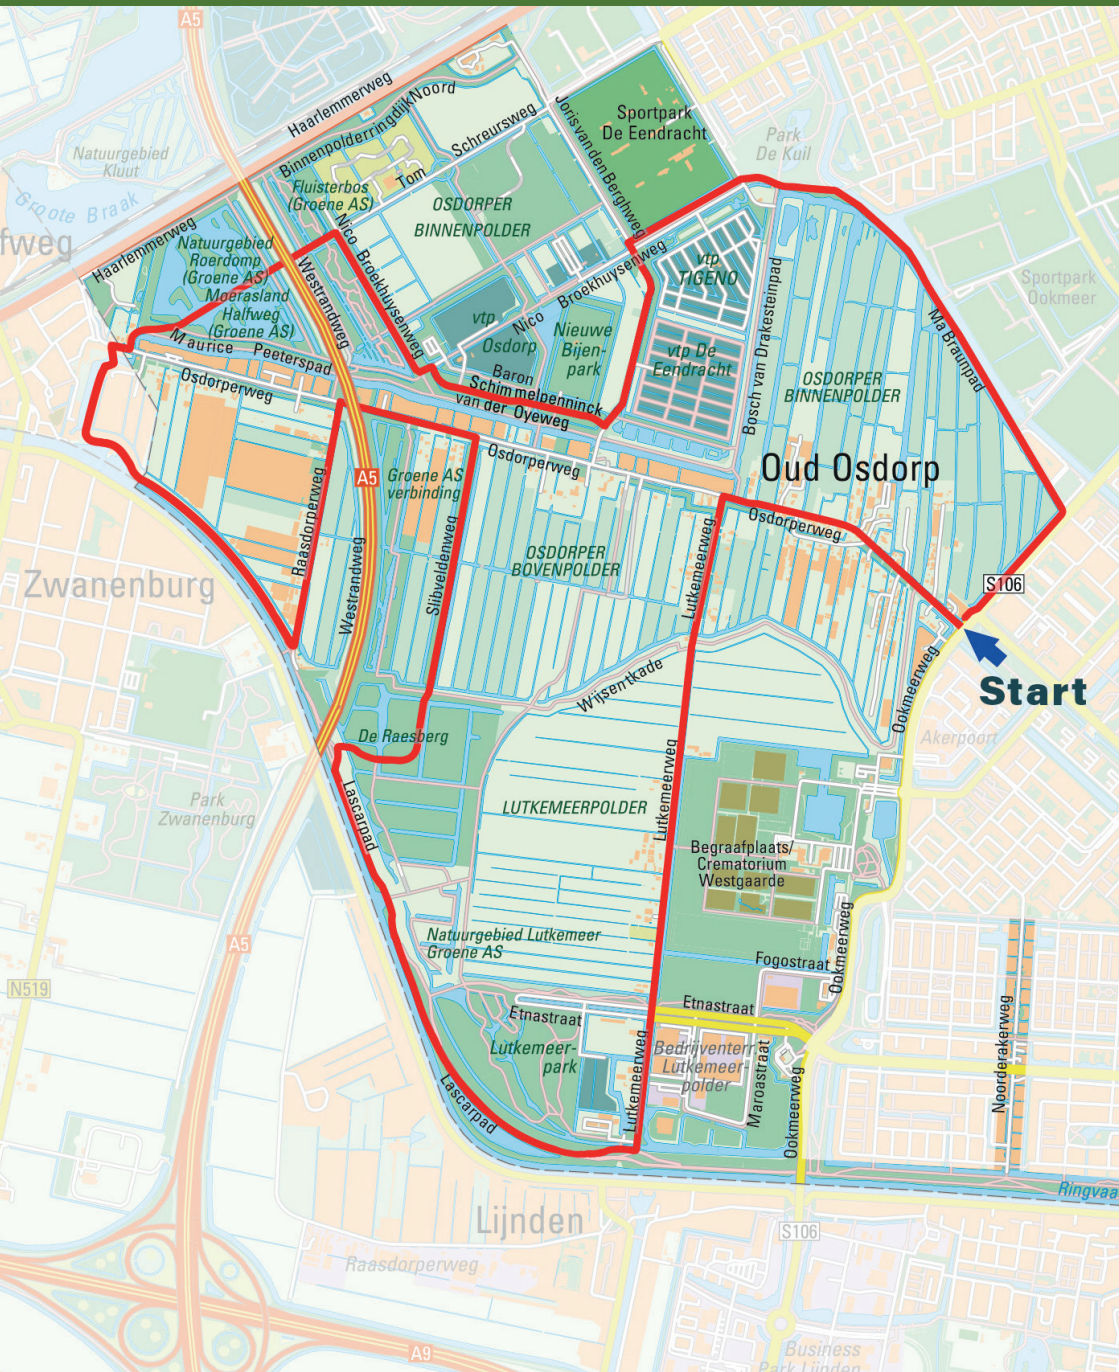 A5
Haarlemmerweg
Binnenpolderringdijk Noord
Schreursweg
Tom
Joris van den Berghweg
Sportpark
De Eendracht
Park
De Kuil
Natuurgebied
Kluut
Groote Braak
fweg
Haarlemmerweg
Fluisterbos
(Groene AS)
OSDORPER
BINNENPOLDER
Natuurgebied
Roerdomp
(Groene AS)
Moerasland
Halfweg
(Groene AS)
Nico Broekhuysenweg
Westrandweg
Nico Broekhuysenweg
vtp
TIGENO
Sportpark
Ookmeer
vtp
Osdorp
Nieuwe
Bijen-
park
vtp De
Eendracht
Bosch van Drakesteinpad
Ma Braunpad
OSDORPER
BINNENPOLDER
Maurice Peeterspad
Osdorperweg
Baron
Schimmelpenninck
van der Oyeweg
Osdorperweg
Oud Osdorp
A5
Groene AS
verbinding
Raasdorperweg
Westrandweg
Slibveldenweg
OSDORPER
BOVENPOLDER
Lutkemeerweg
Osdorperweg
S106
Zwanenburg
Start
Wijsentkade
Ookmeerweg
Akerpoort
De Raesberg
Park
Zwanenburg
Lascarpad
LUTKEMEERPOLDER
Lutkemeerweg
Begraafplaats/
Crematorium
Westgaarde
A5
Natuurgebied Lutkemeer
Groene AS
Ookmeerweg
Fogostraat
N519
Etnastraat
Etnastraat
Lutkemeer-
park
Lutkemeerweg
Bedrijventerr
Lutkemeer-
polder
Maroastraat
Ookmeerweg
Noorderakerweg
Lascarpad
Ringvaa
Lijnden
S106
Raasdorperweg
A9
Business
Park Lijnden